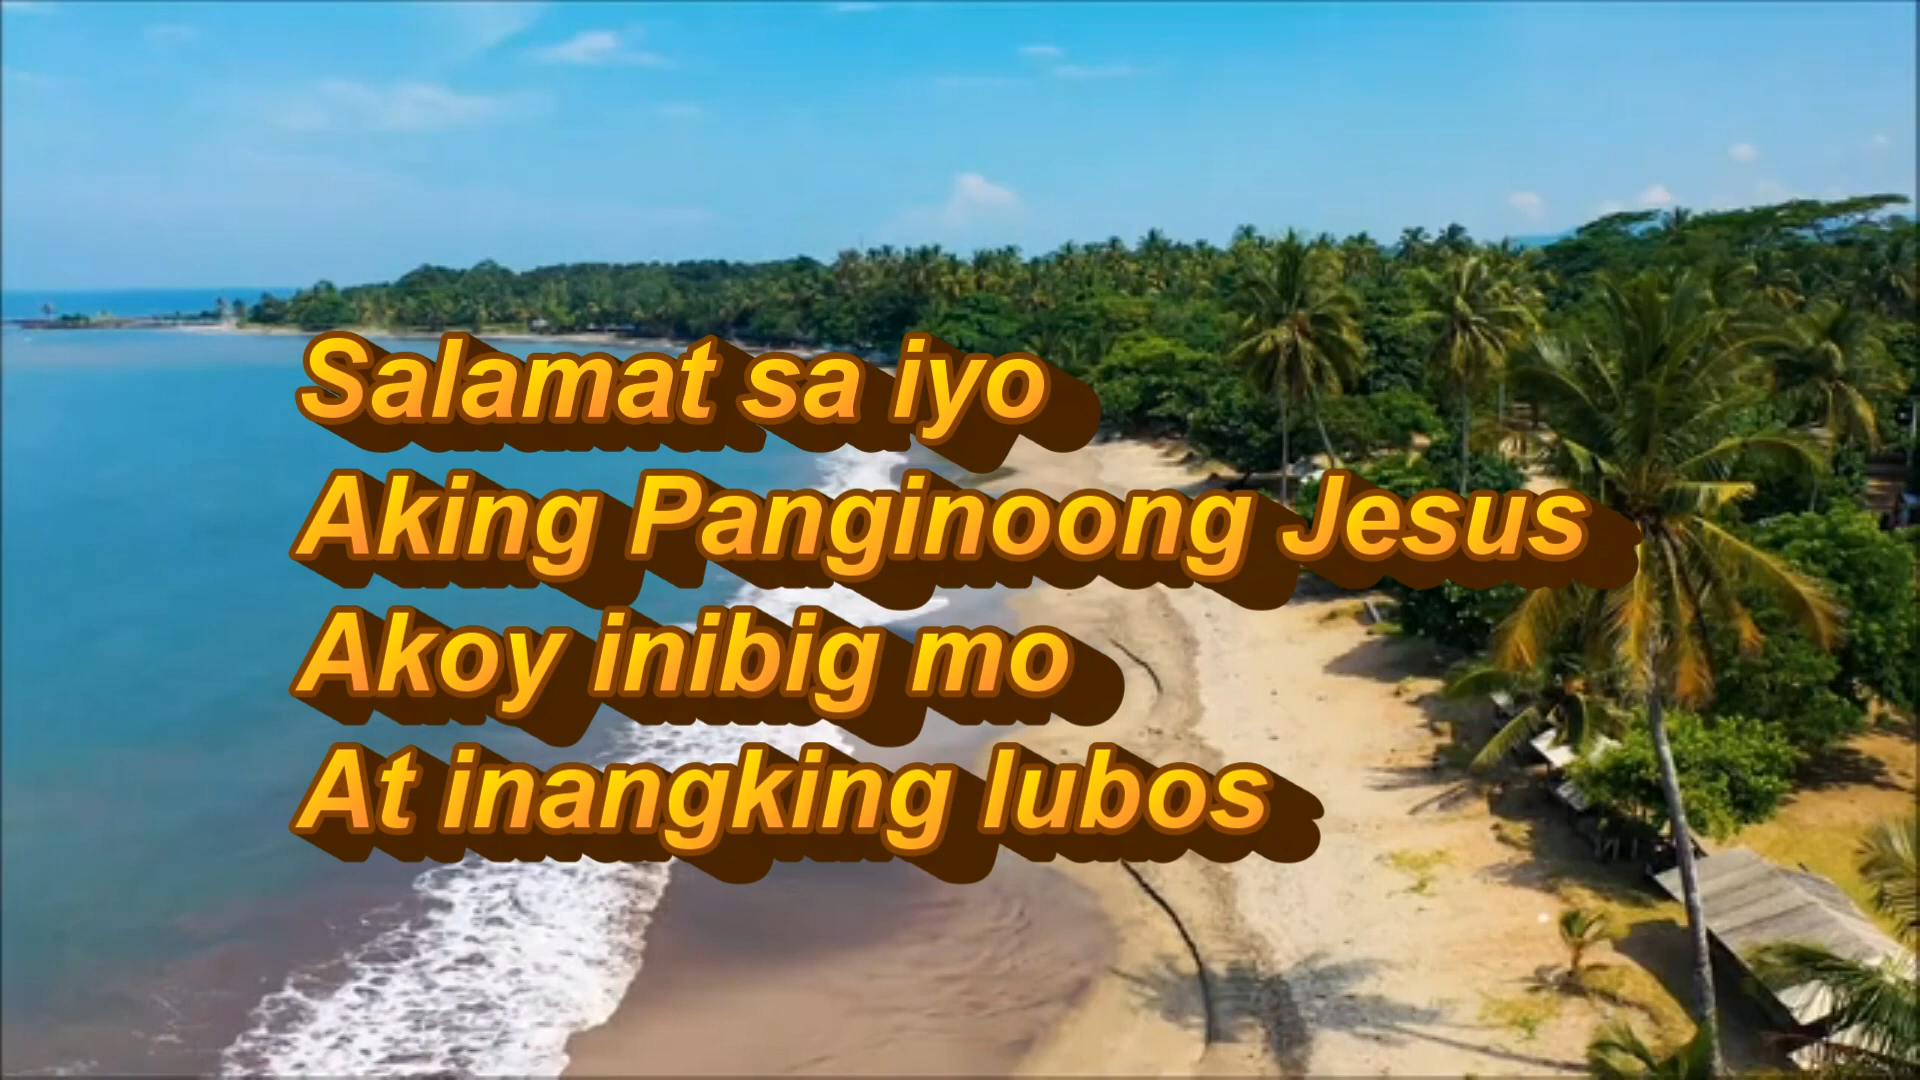 Salamat sa iyo
Aking Panginoong Jesus
Akoy inibig mo
At inangking lubos